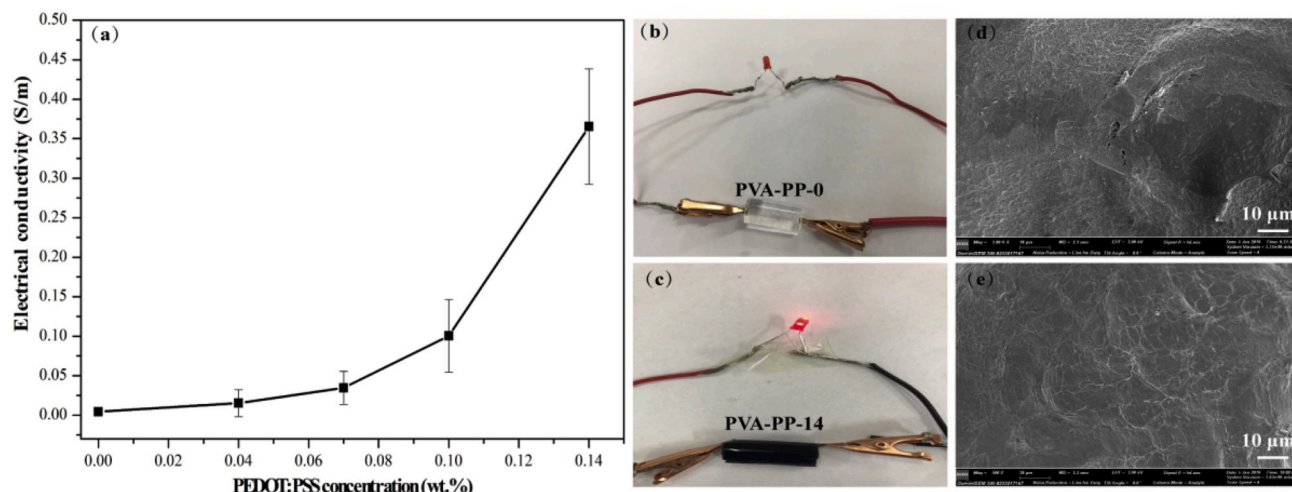 (a)
Electrical conductivity (S/m)
0.50
0.45
0.40
0.35
0.30
0.25
0.20
0.15
0.10
0.05
0.00
0.00 0.02 0.04 0.06 0.08 0.10 0.12 0.14
PEDOT:PSS concentration (wt.%)
(b)
PVA-PP-0
(c)
PVA-PP-14
(d)
10 µm
(e)
10 µm